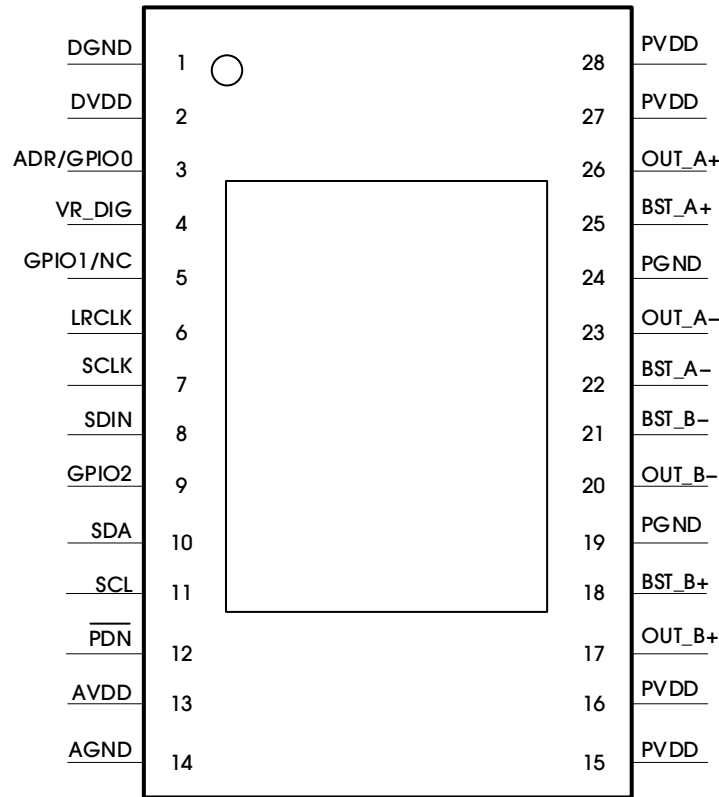 DGND 1 28 PVDD
DVDD 2 27 PVDD
ADR/GPIO0 3 26 OUT_A+
VR_DIG 4 25 BST_A+
GPIO1/NC 5 24 PGND
LRCLK 6 23 OUT_A−
SCLK 7 22 BST_A−
SDIN 8 21 BST_B−
GPIO2 9 20 OUT_B−
SDA 10 19 PGND
SCL 11 18 BST_B+
PDN 12 17 OUT_B+
AVDD 13 16 PVDD
AGND 14 15 PVDD